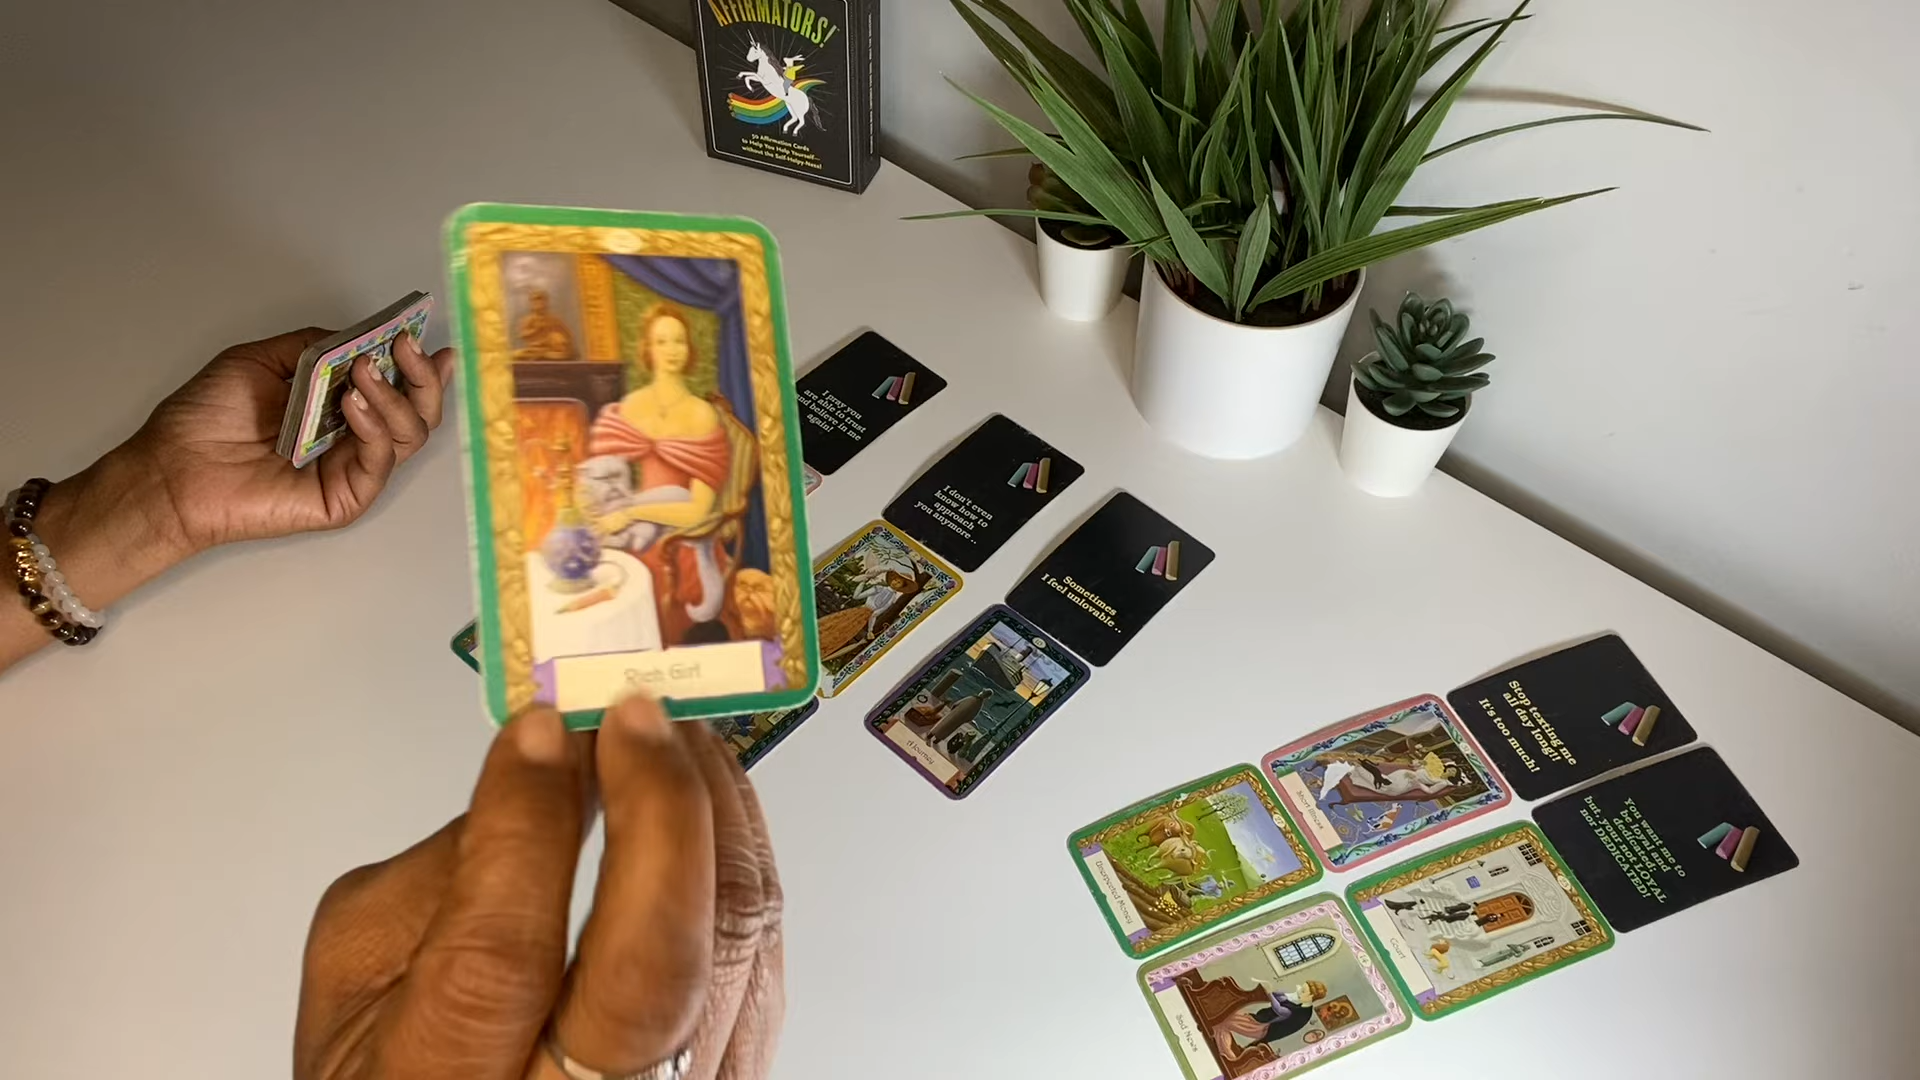 AFFIRMATORS!
50 Affirmation Cards
to Help You Help Yourself—
without the Self-Helpy-Ness!
I pray you
are able to trust
and believe in me
again!
I don't even
know how to
approach
you anymore..
Sometimes
I feel unlovable..
Rich Girl
A Journey
Stop texting me
all day long!!
It's too much!
You want me to
be loyal and
dedicated;
but, your not LOYAL
nor DEDICATED!
Short Illness
Unexpected Money
Court
Bad News